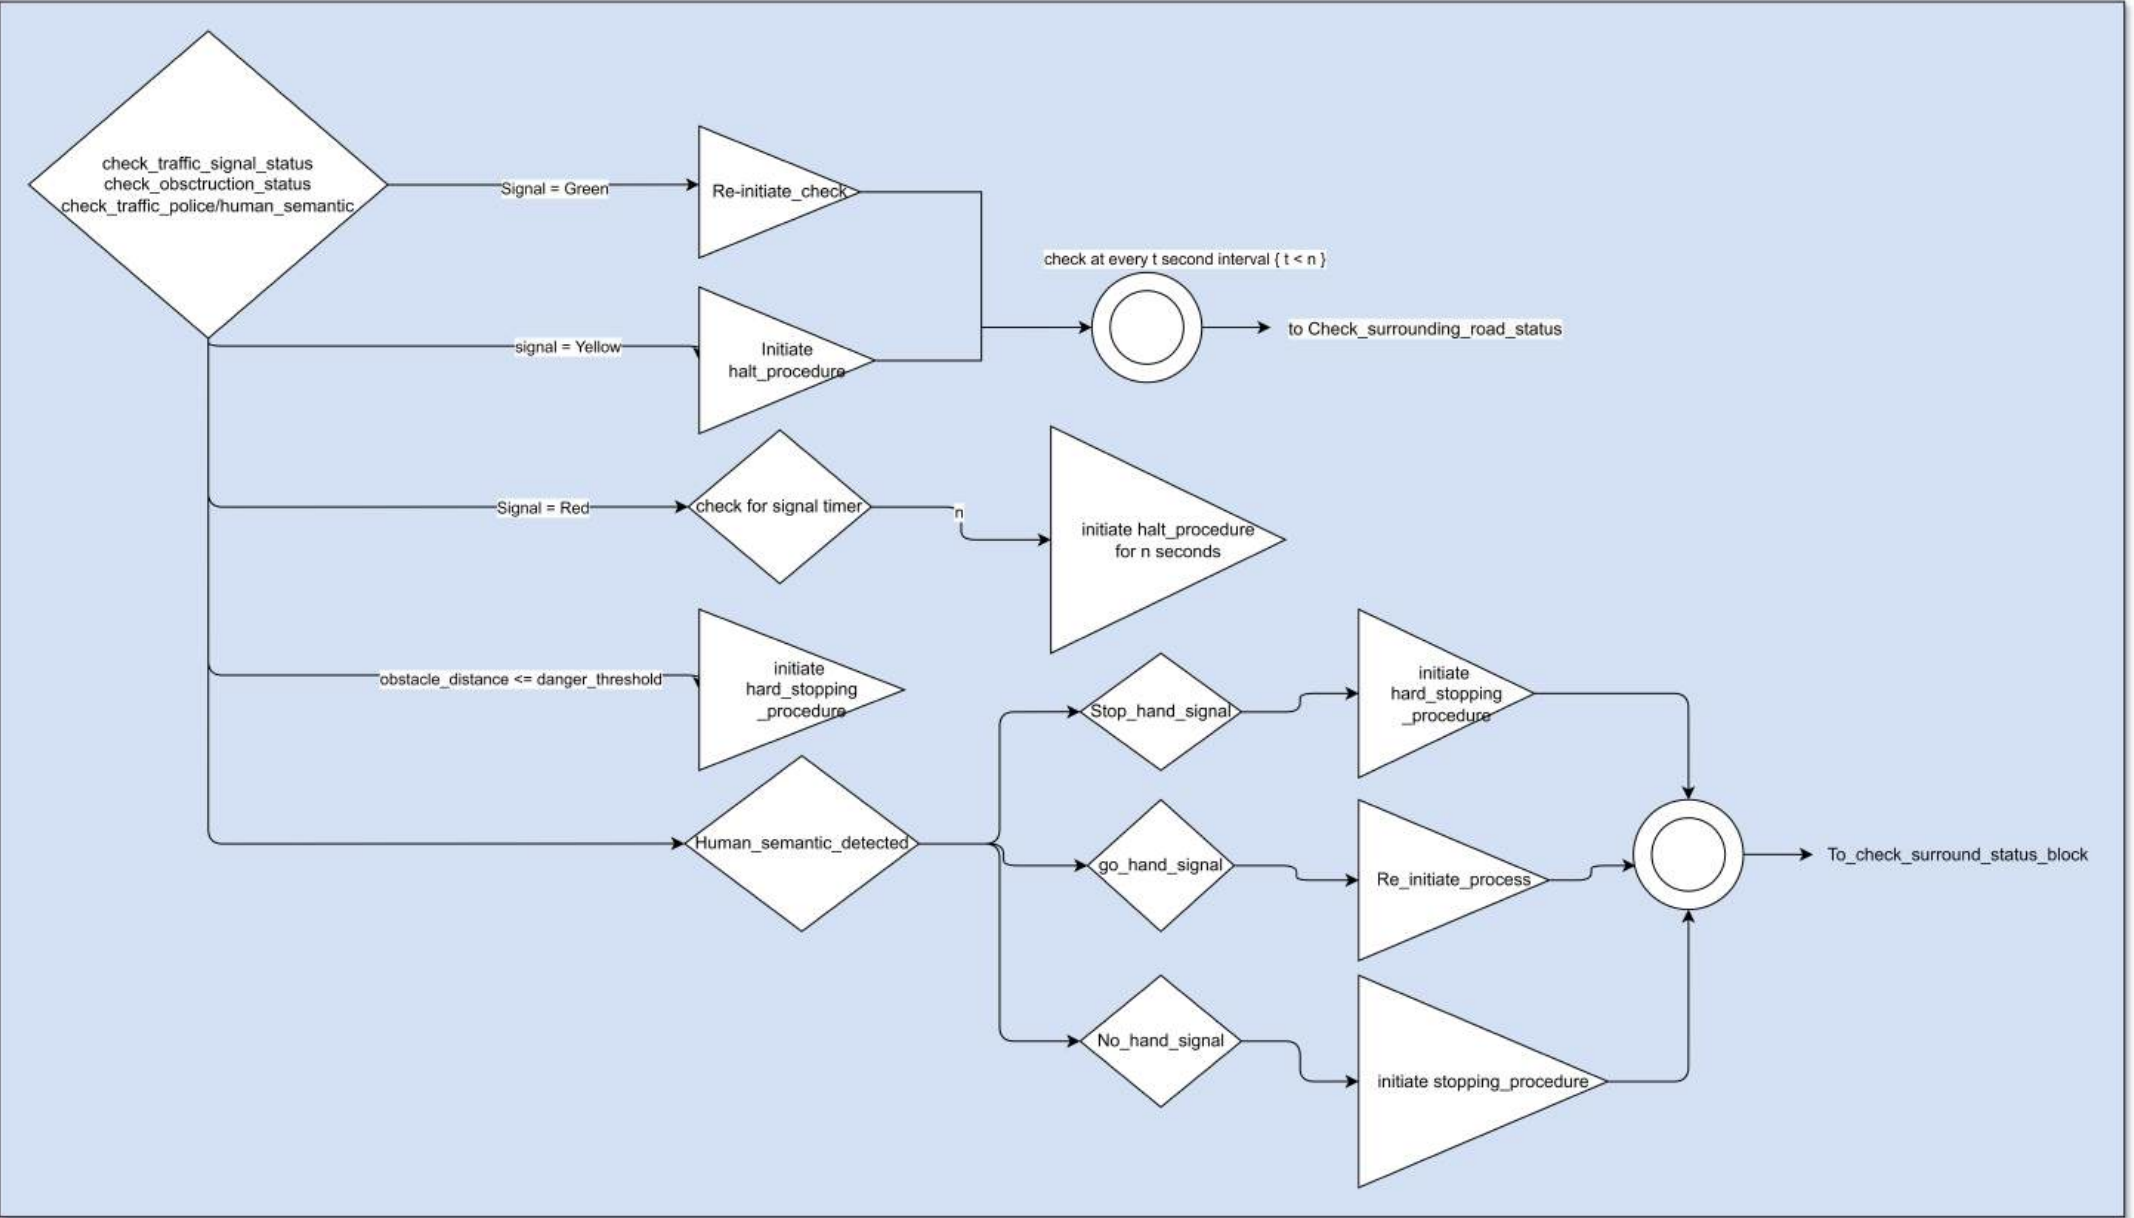 check_traffic_signal_status
check_obsctruction_status
check_traffic_police/human_semantic
Signal = Green
Re-initiate_check
check at every t second interval { t < n }
to Check_surrounding_road_status
signal = Yellow
Initiate
halt_procedure
Signal = Red
check for signal timer
n
initiate halt_procedure
for n seconds
obstacle_distance <= danger_threshold
initiate
hard_stopping
_procedure
Human_semantic_detected
Stop_hand_signal
initiate
hard_stopping
_procedure
go_hand_signal
Re_initiate_process
To_check_surround_status_block
No_hand_signal
initiate stopping_procedure